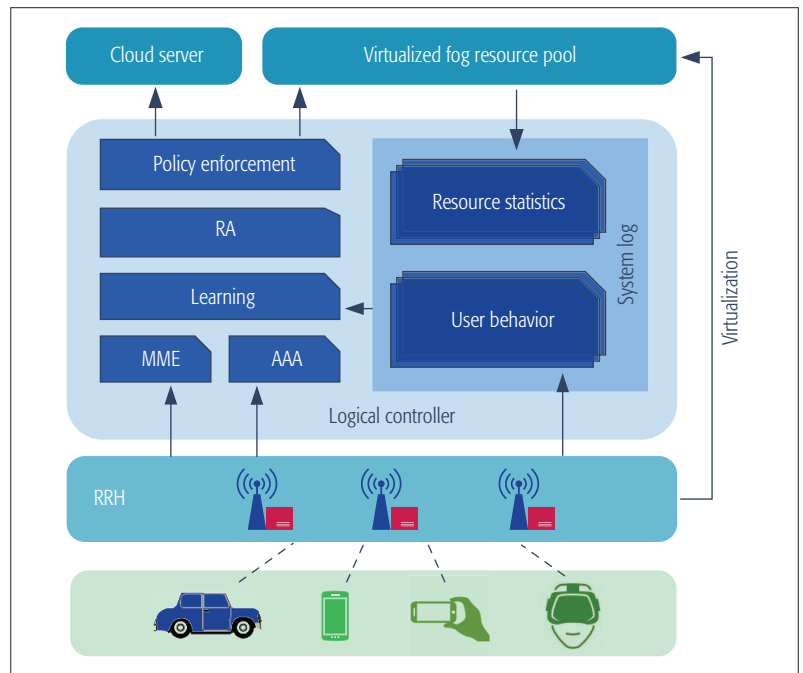 Cloud server
Virtualized fog resource pool
Policy enforcement
RA
Learning
MME
AAA
Resource statistics
User behavior
System log
Logical controller
Virtualization
RRH